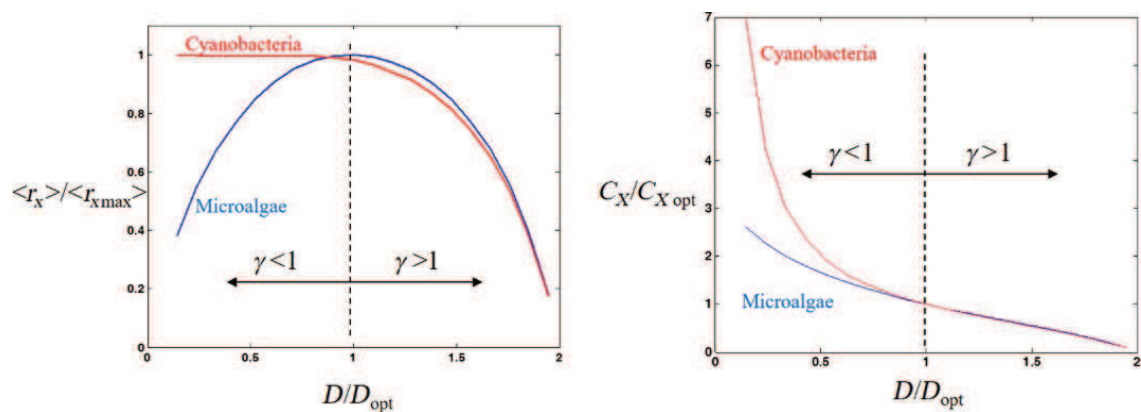 Cyanobacteria
1
0.8
0.6
0.4
0.2
0
<r_x>/<r_xmax>
Microalgae
γ<1
γ>1
0
0.5
1
1.5
2
D/D_opt
7
6
5
4
3
2
1
0
Cyanobacteria
γ<1
γ>1
C_X/C_X opt
Microalgae
0
0.5
1
1.5
2
D/D_opt